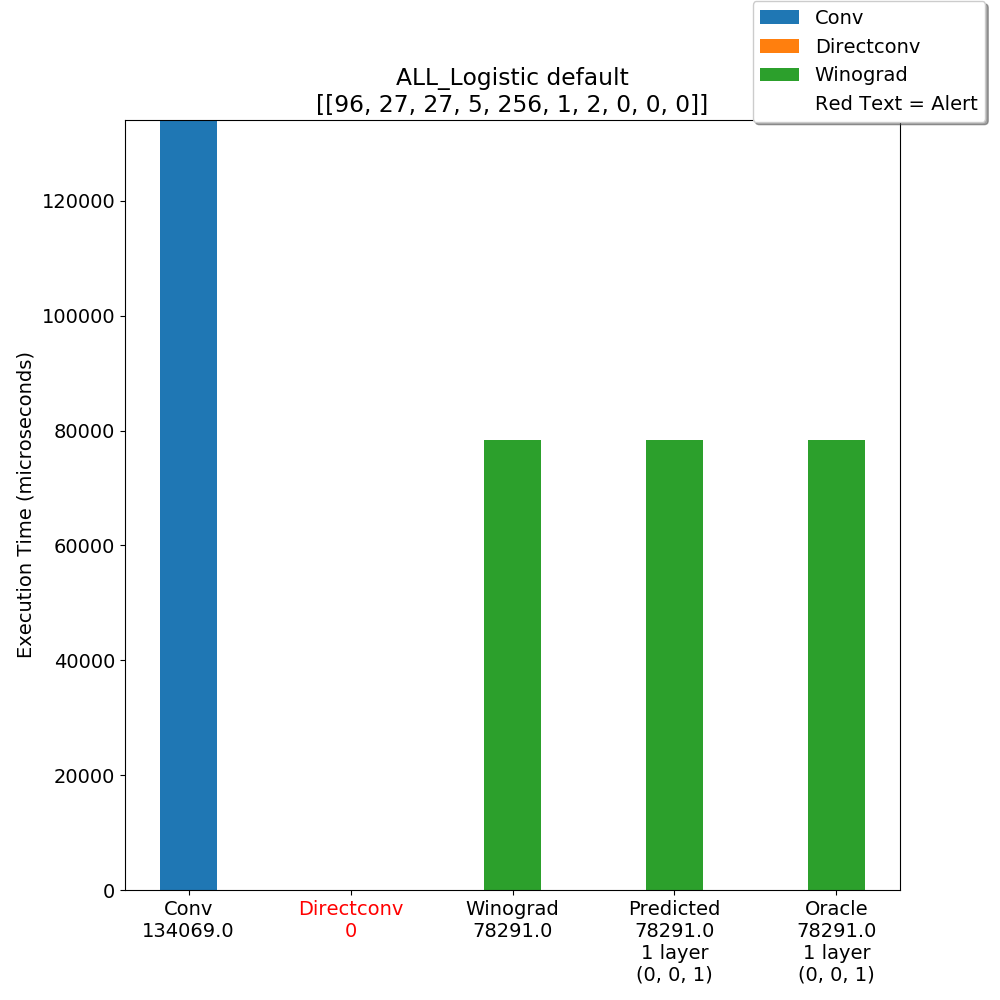 Conv
Directconv
Winograd
Red Text = Alert
ALL_Logistic default
[[96, 27, 27, 5, 256, 1, 2, 0, 0, 0]]
Execution Time (microseconds)
120000
100000
80000
60000
40000
20000
0
Conv
134069.0
Directconv
0
Winograd
78291.0
Predicted
78291.0
1 layer
(0, 0, 1)
Oracle
78291.0
1 layer
(0, 0, 1)